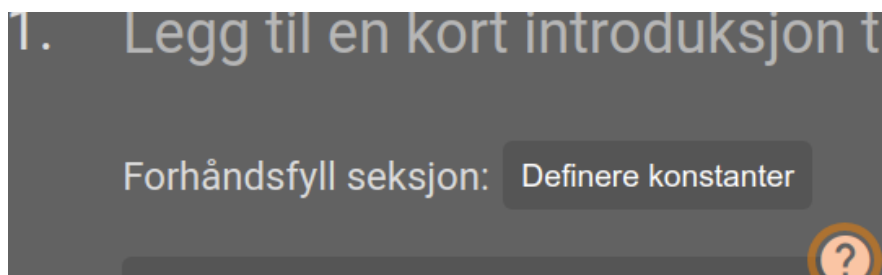 1. Legg til en kort introduksjon t
Forhåndsfyll seksjon: Definere konstanter
?